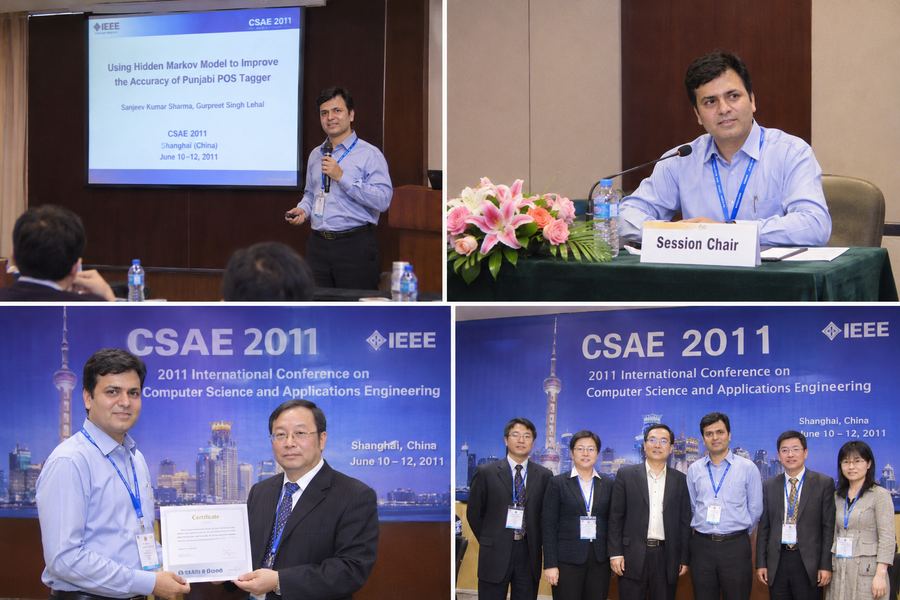 IEEE
CSAE 2011
Using Hidden Markov Model to Improve
the Accuracy of Punjabi POS Tagger
Sanjeev Kumar Sharma, Gurpreet Singh Lehal
CSAE 2011
Shanghai (China)
June 10–12, 2011
Session Chair
CSAE 2011
IEEE
2011 International Conference on
Computer Science and Applications Engineering
Shanghai, China
June 10 – 12, 2011
Certificate
CSAE 2011
IEEE
2011 International Conference on
Computer Science and Applications Engineering
Shanghai, China
June 10 – 12, 2011